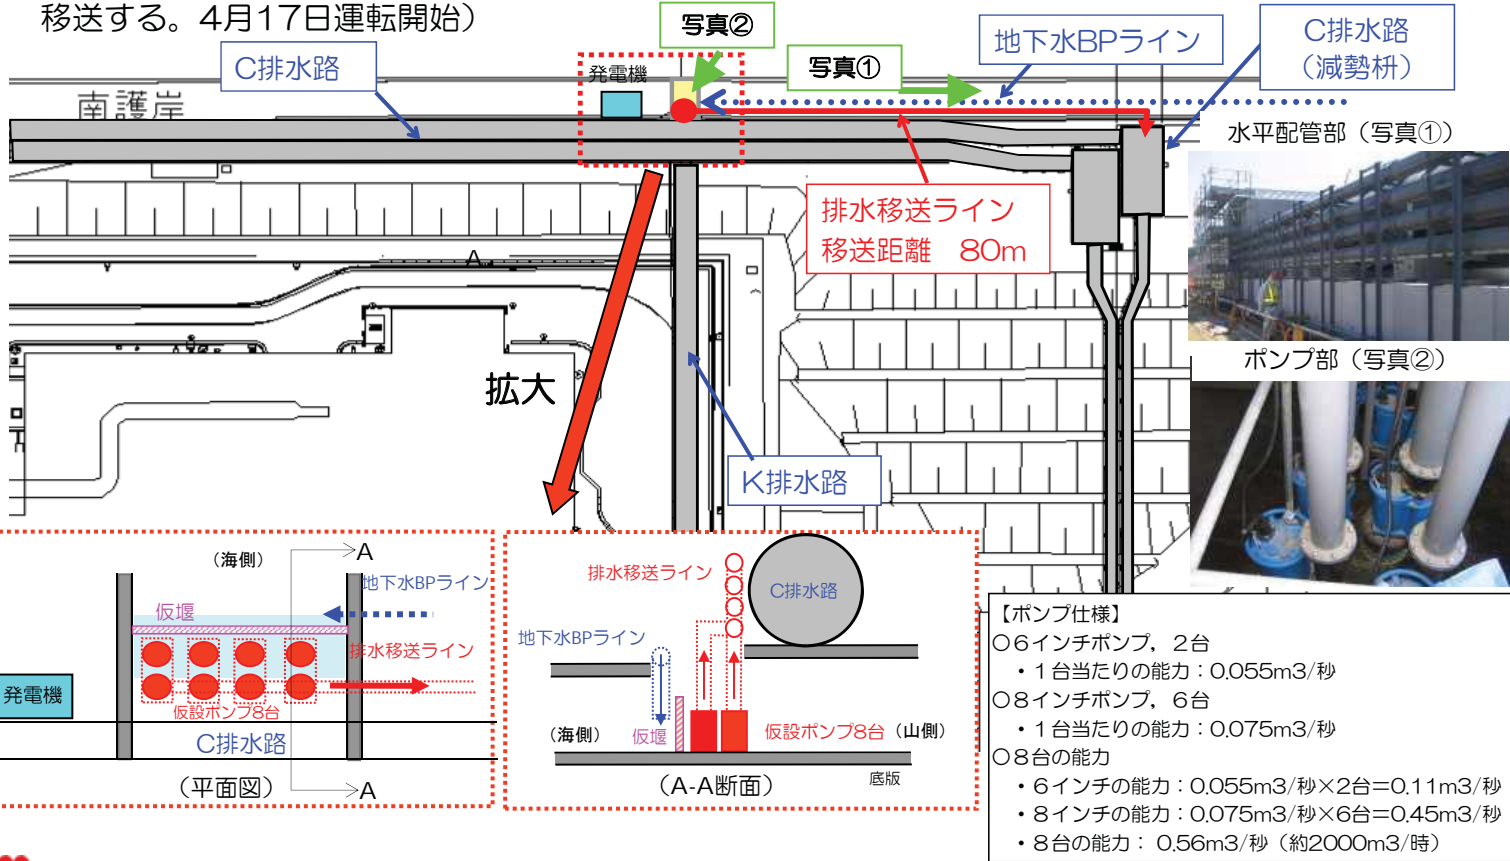 移送する。4月17日運転開始）
写真②
C排水路
発電機
写真①
地下水BPライン
C排水路
（減勢枡）
南護岸
水平配管部（写真①）
排水移送ライン
移送距離　80m
A
ポンプ部（写真②）
拡大
K排水路
（海側）
A
地下水BPライン
仮堰
排水移送ライン
発電機
仮設ポンプ8台
C排水路
（平面図）
A
排水移送ライン
C排水路
地下水BPライン
（海側）
仮堰
仮設ポンプ8台
（山側）
（A-A断面）
底版
【ポンプ仕様】
〇6インチポンプ，2台
・1台当たりの能力：0.055m3/秒
〇8インチポンプ，6台
・1台当たりの能力：0.075m3/秒
〇8台の能力
・6インチの能力：0.055m3/秒×2台＝0.11m3/秒
・8インチの能力：0.075m3/秒×6台＝0.45m3/秒
・8台の能力： 0.56m3/秒（約2000m3/時）